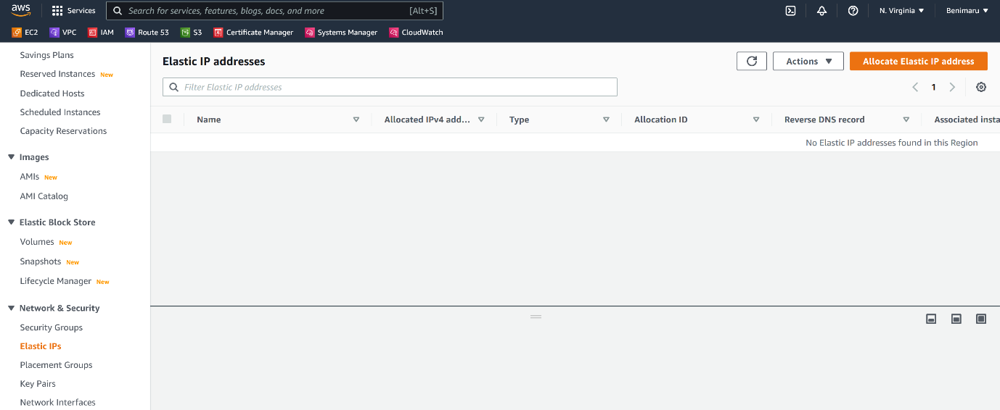 aws Services Search for services, features, blogs, docs, and more [Alt+S] N. Virginia Benimaru
EC2 VPC IAM Route 53 S3 Certificate Manager Systems Manager CloudWatch
Savings Plans
Reserved Instances New
Dedicated Hosts
Scheduled Instances
Capacity Reservations
Images
AMIs New
AMI Catalog
Elastic Block Store
Volumes New
Snapshots New
Lifecycle Manager New
Network & Security
Security Groups
Elastic IPs
Placement Groups
Key Pairs
Network Interfaces
Elastic IP addresses Actions Allocate Elastic IP address
Filter Elastic IP addresses 1
Name Allocated IPv4 add... Type Allocation ID Reverse DNS record Associated insta
No Elastic IP addresses found in this Region